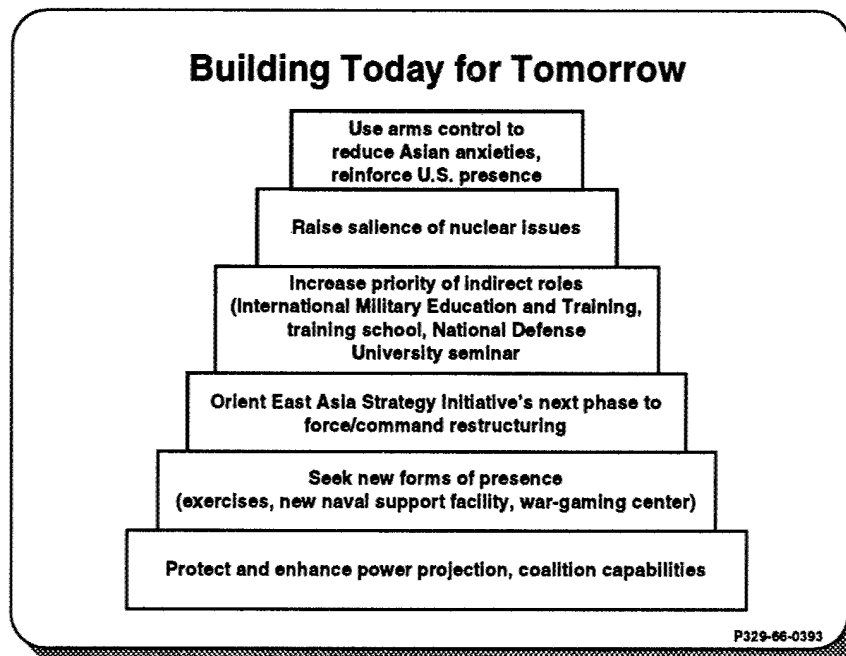 Building Today for Tomorrow
Use arms control to
reduce Asian anxieties,
reinforce U.S. presence
Raise salience of nuclear issues
Increase priority of indirect roles
(International Military Education and Training,
training school, National Defense
University seminar
Orient East Asia Strategy Initiative's next phase to
force/command restructuring
Seek new forms of presence
(exercises, new naval support facility, war-gaming center)
Protect and enhance power projection, coalition capabilities
P329-66-0393